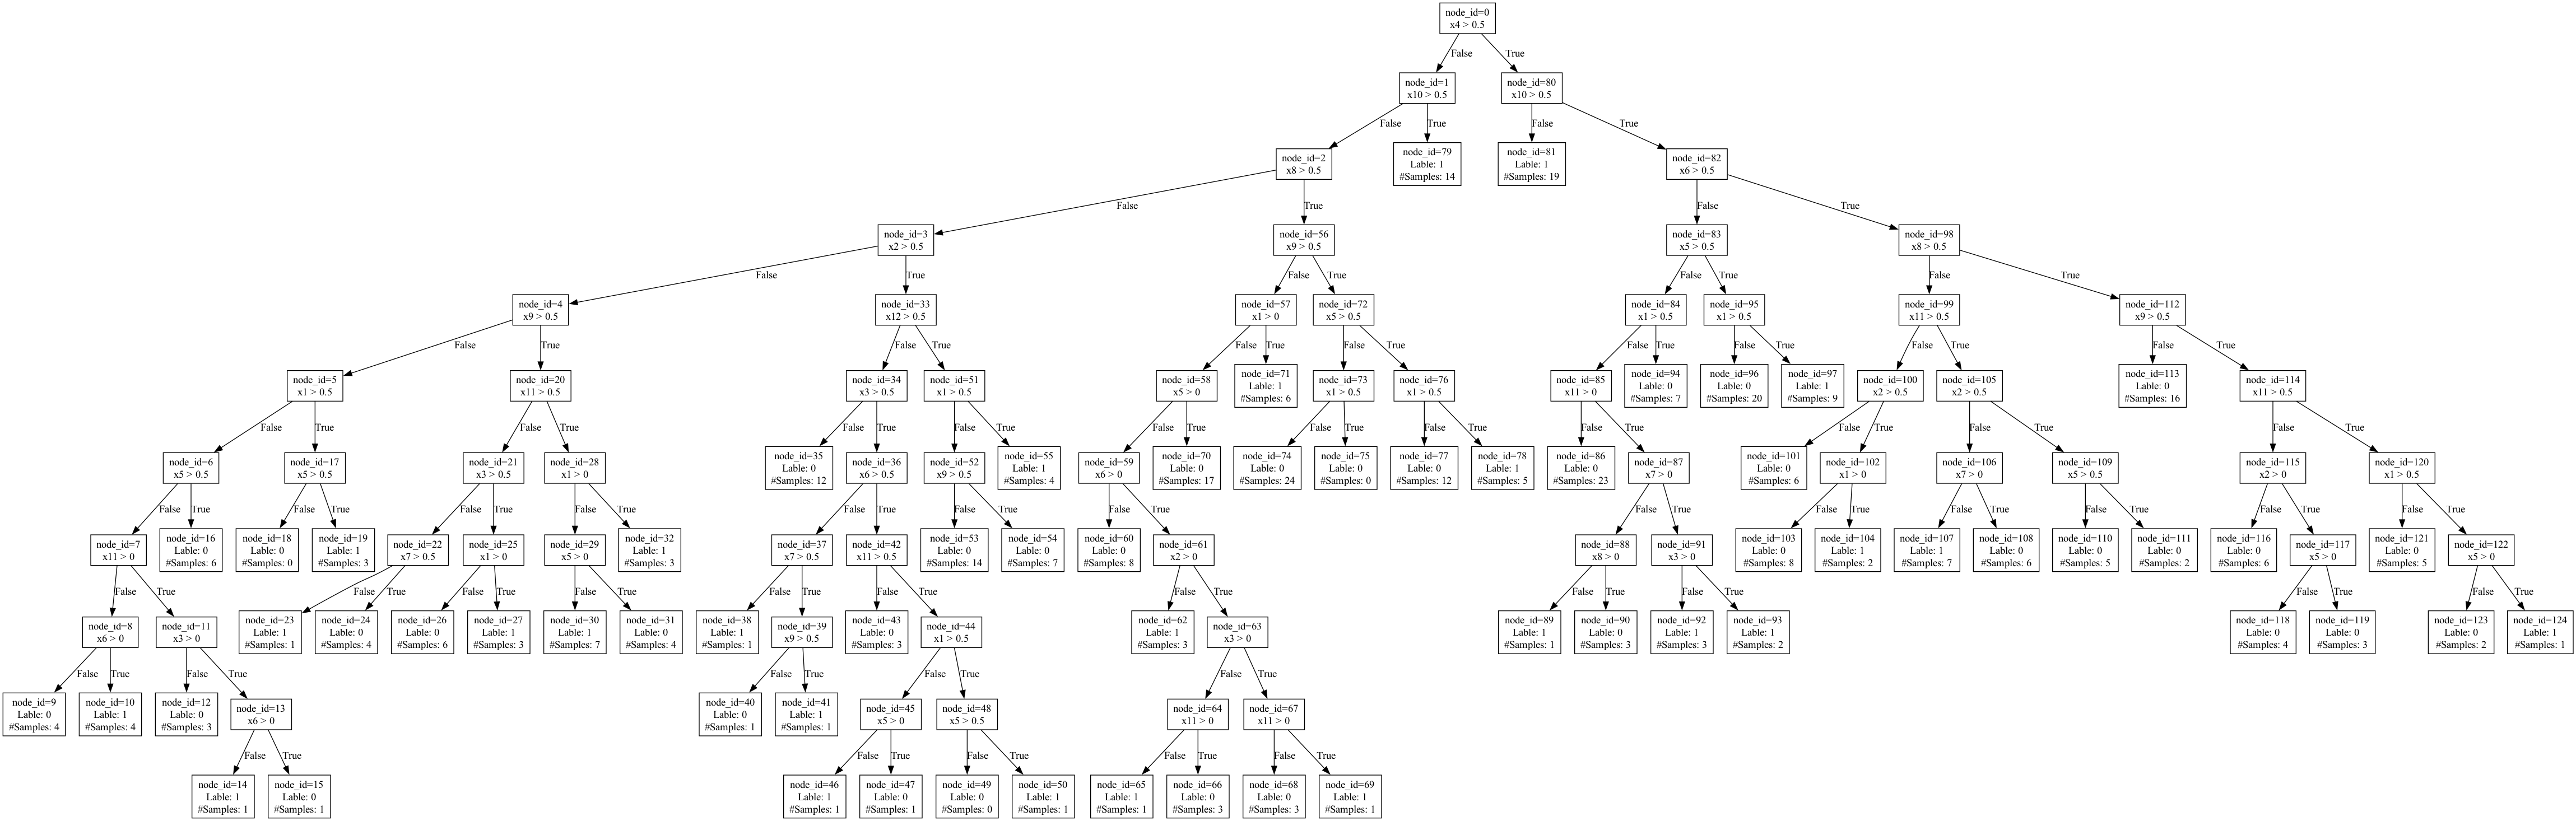 node_id=0
x4 > 0.5
False
True
node_id=1
x10 > 0.5
node_id=80
x10 > 0.5
False
True
False
True
node_id=2
x8 > 0.5
node_id=79
Lable: 1
#Samples: 14
node_id=81
Lable: 1
#Samples: 19
node_id=82
x6 > 0.5
False
True
False
True
node_id=3
x2 > 0.5
node_id=56
x9 > 0.5
node_id=83
x5 > 0.5
node_id=98
x8 > 0.5
False
True
False
True
False
True
False
True
node_id=4
x9 > 0.5
node_id=33
x12 > 0.5
node_id=57
x1 > 0
node_id=72
x5 > 0.5
node_id=84
x1 > 0.5
node_id=95
x1 > 0.5
node_id=99
x11 > 0.5
node_id=112
x9 > 0.5
False
True
False
True
False
True
False
True
False
True
False
True
False
True
False
True
node_id=5
x1 > 0.5
node_id=20
x11 > 0.5
node_id=34
x3 > 0.5
node_id=51
x1 > 0.5
node_id=58
x5 > 0
node_id=71
Lable: 1
#Samples: 6
node_id=73
x1 > 0.5
node_id=76
x1 > 0.5
node_id=85
x11 > 0
node_id=94
Lable: 0
#Samples: 7
node_id=96
Lable: 0
#Samples: 20
node_id=97
Lable: 1
#Samples: 9
node_id=100
x2 > 0.5
node_id=105
x2 > 0.5
node_id=113
Lable: 0
#Samples: 16
node_id=114
x11 > 0.5
False
True
False
True
False
True
False
True
False
True
False
True
False
True
False
True
False
True
False
True
False
True
node_id=6
x5 > 0.5
node_id=17
x5 > 0.5
node_id=21
x3 > 0.5
node_id=28
x1 > 0
node_id=35
Lable: 0
#Samples: 12
node_id=36
x6 > 0.5
node_id=52
x9 > 0.5
node_id=55
Lable: 1
#Samples: 4
node_id=59
x6 > 0
node_id=70
Lable: 0
#Samples: 17
node_id=74
Lable: 0
#Samples: 24
node_id=75
Lable: 0
#Samples: 0
node_id=77
Lable: 0
#Samples: 12
node_id=78
Lable: 1
#Samples: 5
node_id=86
Lable: 0
#Samples: 23
node_id=87
x7 > 0
node_id=101
Lable: 0
#Samples: 6
node_id=102
x1 > 0
node_id=106
x7 > 0
node_id=109
x5 > 0.5
node_id=115
x2 > 0
node_id=120
x1 > 0.5
False
True
False
True
False
True
False
True
False
True
False
True
False
True
False
True
False
True
False
True
False
True
False
True
False
True
node_id=7
x11 > 0
node_id=16
Lable: 0
#Samples: 6
node_id=18
Lable: 0
#Samples: 0
node_id=19
Lable: 1
#Samples: 3
node_id=22
x7 > 0.5
node_id=25
x1 > 0
node_id=29
x5 > 0
node_id=32
Lable: 1
#Samples: 3
node_id=37
x7 > 0.5
node_id=42
x11 > 0.5
node_id=53
Lable: 0
#Samples: 14
node_id=54
Lable: 0
#Samples: 7
node_id=60
Lable: 0
#Samples: 8
node_id=61
x2 > 0
node_id=88
x8 > 0
node_id=91
x3 > 0
node_id=103
Lable: 0
#Samples: 8
node_id=104
Lable: 1
#Samples: 2
node_id=107
Lable: 1
#Samples: 7
node_id=108
Lable: 0
#Samples: 6
node_id=110
Lable: 0
#Samples: 5
node_id=111
Lable: 0
#Samples: 2
node_id=116
Lable: 0
#Samples: 6
node_id=117
x5 > 0
node_id=121
Lable: 0
#Samples: 5
node_id=122
x5 > 0
False
True
False
True
False
True
False
True
False
True
False
True
False
True
False
True
False
True
False
True
False
True
node_id=8
x6 > 0
node_id=11
x3 > 0
node_id=23
Lable: 1
#Samples: 1
node_id=24
Lable: 0
#Samples: 4
node_id=26
Lable: 0
#Samples: 6
node_id=27
Lable: 1
#Samples: 3
node_id=30
Lable: 1
#Samples: 7
node_id=31
Lable: 0
#Samples: 4
node_id=38
Lable: 1
#Samples: 1
node_id=39
x9 > 0.5
node_id=43
Lable: 0
#Samples: 3
node_id=44
x1 > 0.5
node_id=62
Lable: 1
#Samples: 3
node_id=63
x3 > 0
node_id=89
Lable: 1
#Samples: 1
node_id=90
Lable: 0
#Samples: 3
node_id=92
Lable: 1
#Samples: 3
node_id=93
Lable: 1
#Samples: 2
node_id=118
Lable: 0
#Samples: 4
node_id=119
Lable: 0
#Samples: 3
node_id=123
Lable: 0
#Samples: 2
node_id=124
Lable: 1
#Samples: 1
False
True
False
True
False
True
False
True
False
True
node_id=9
Lable: 0
#Samples: 4
node_id=10
Lable: 1
#Samples: 4
node_id=12
Lable: 0
#Samples: 3
node_id=13
x6 > 0
node_id=40
Lable: 0
#Samples: 1
node_id=41
Lable: 1
#Samples: 1
node_id=45
x5 > 0
node_id=48
x5 > 0.5
node_id=64
x11 > 0
node_id=67
x11 > 0
False
True
False
True
False
True
False
True
False
True
node_id=14
Lable: 1
#Samples: 1
node_id=15
Lable: 0
#Samples: 1
node_id=46
Lable: 1
#Samples: 1
node_id=47
Lable: 0
#Samples: 1
node_id=49
Lable: 0
#Samples: 0
node_id=50
Lable: 1
#Samples: 1
node_id=65
Lable: 1
#Samples: 1
node_id=66
Lable: 0
#Samples: 3
node_id=68
Lable: 0
#Samples: 3
node_id=69
Lable: 1
#Samples: 1